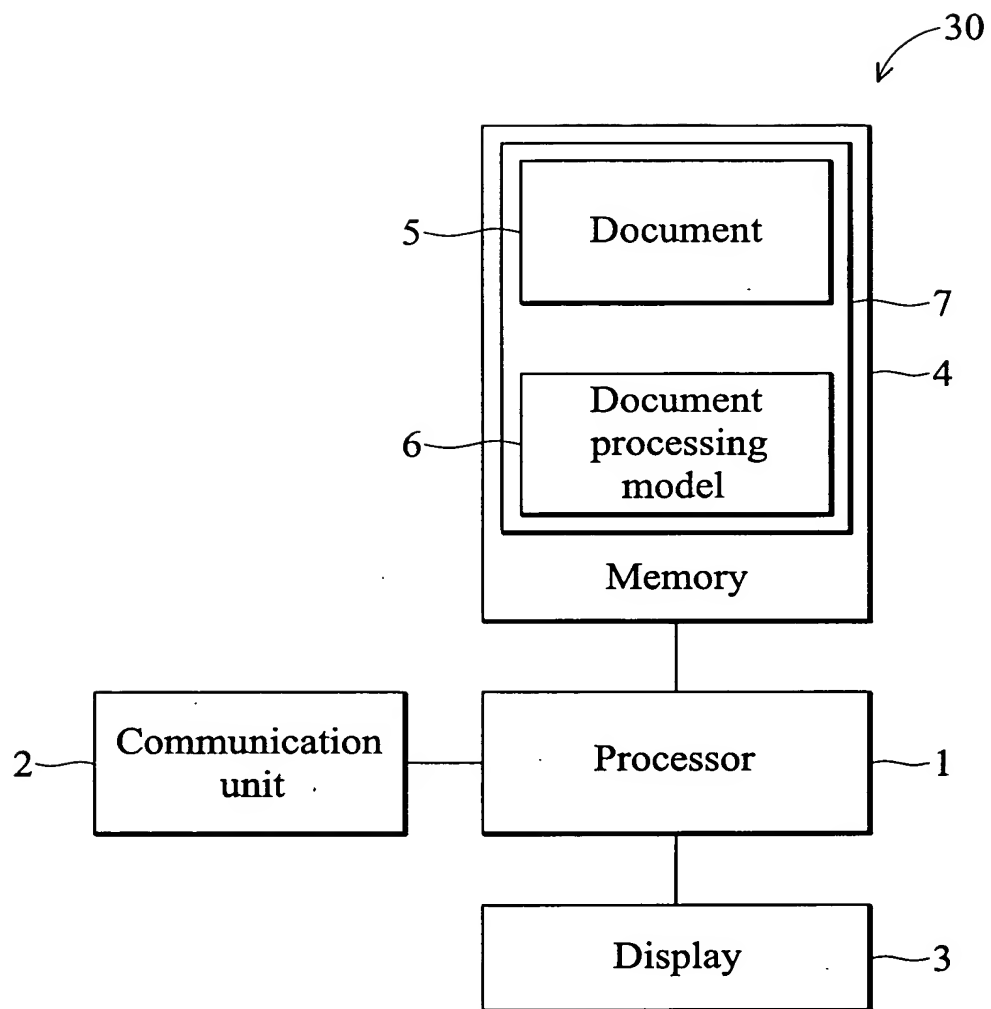 30
5
Document
7
4
6
Document
processing
model
Memory
2
Communication
unit
Processor
1
Display
3